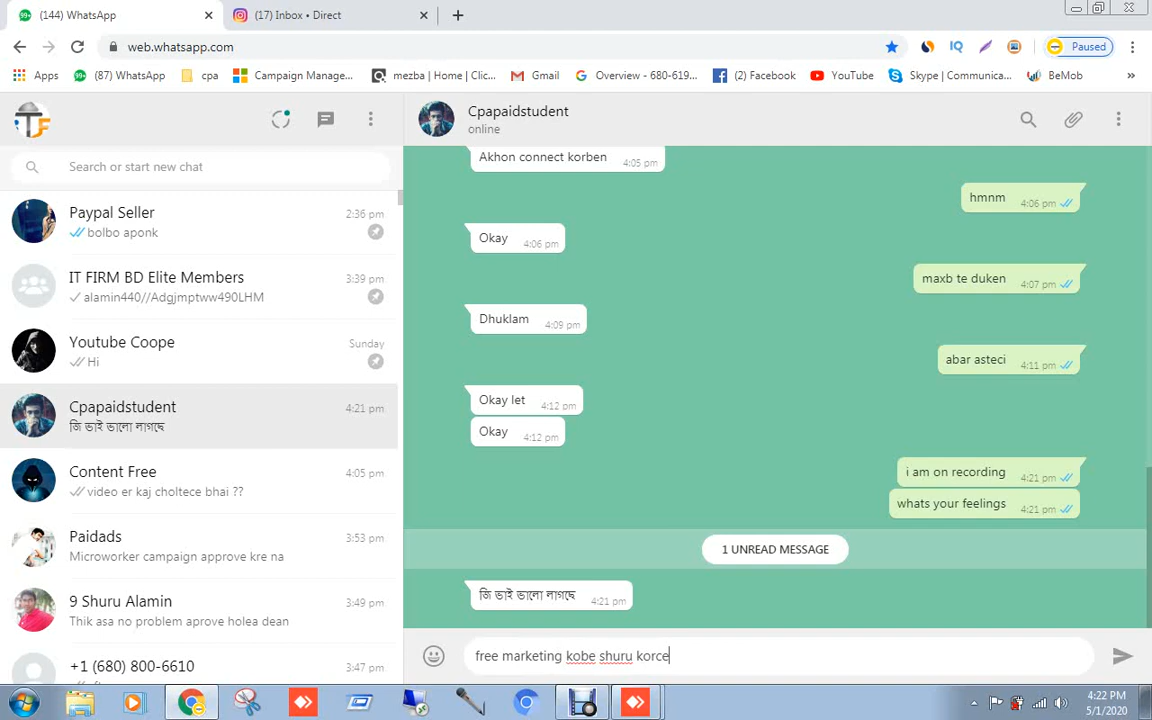 (144) WhatsApp
(17) Inbox • Direct
web.whatsapp.com
IQ
Paused
Apps
(87) WhatsApp
cpa
Campaign Manage...
mezba | Home | Clic...
Gmail
Overview - 680-619...
(2) Facebook
YouTube
Skype | Communica...
BeMob
»
Cpapaidstudent
online
Search or start new chat
Paypal Seller
2:36 pm
bolbo aponk
IT FIRM BD Elite Members
3:39 pm
alamin440//Adgjmptww490LHM
Youtube Coope
Sunday
Hi
Cpapaidstudent
4:21 pm
জি ভাই ভালো লাগছে
Content Free
4:05 pm
video er kaj choltece bhai ??
Paidads
3:53 pm
Microworker campaign approve kre na
9 Shuru Alamin
3:49 pm
Thik asa no problem aprove holea dean
+1 (680) 800-6610
3:47 pm
Akhon connect korben
4:05 pm
hmnm
4:06 pm
Okay
4:06 pm
maxb te duken
4:07 pm
Dhuklam
4:09 pm
abar asteci
4:11 pm
Okay let
4:12 pm
Okay
4:12 pm
i am on recording
4:21 pm
whats your feelings
4:21 pm
1 UNREAD MESSAGE
জি ভাই ভালো লাগছে
4:21 pm
free marketing kobe shuru korce
4:22 PM
5/1/2020